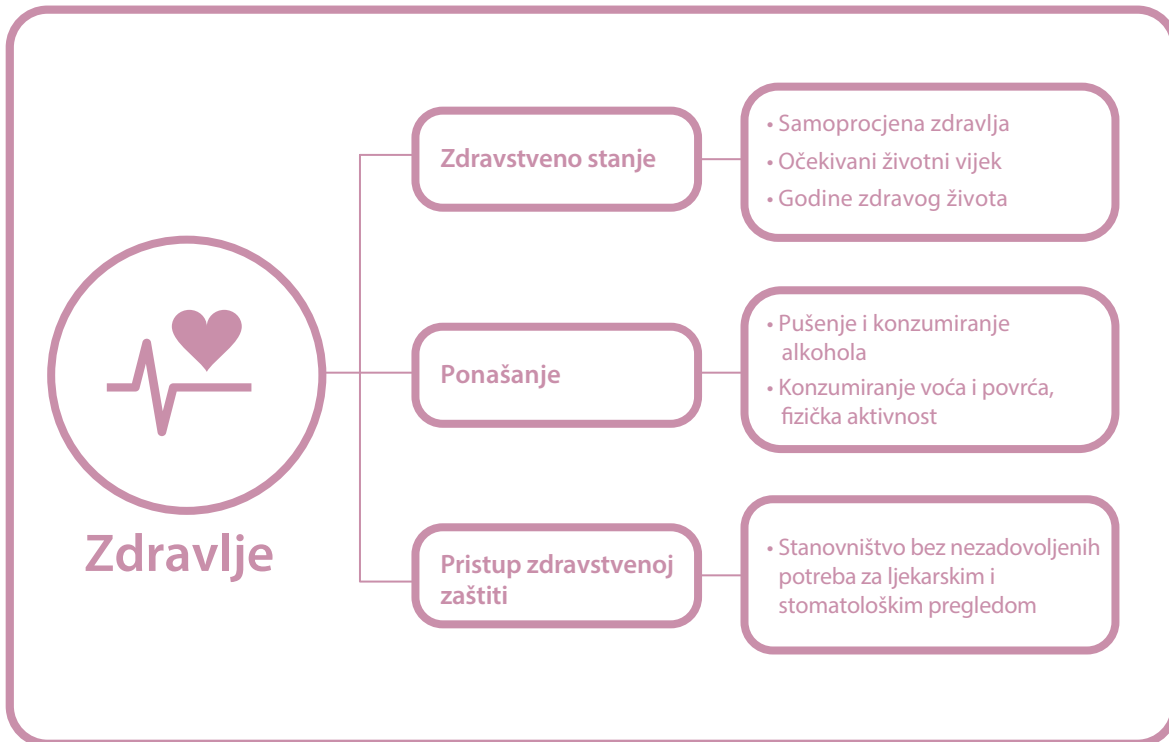 Zdravlje
Zdravstveno stanje
• Samoprocjena zdravlja
• Očekivani životni vijek
• Godine zdravog života
Ponašanje
• Pušenje i konzumiranje
alkohola
• Konzumiranje voća i povrća,
fizička aktivnost
Pristup zdravstvenoj
zaštiti
• Stanovništvo bez nezadovoljenih
potreba za ljekarskim i
stomatološkim pregledom